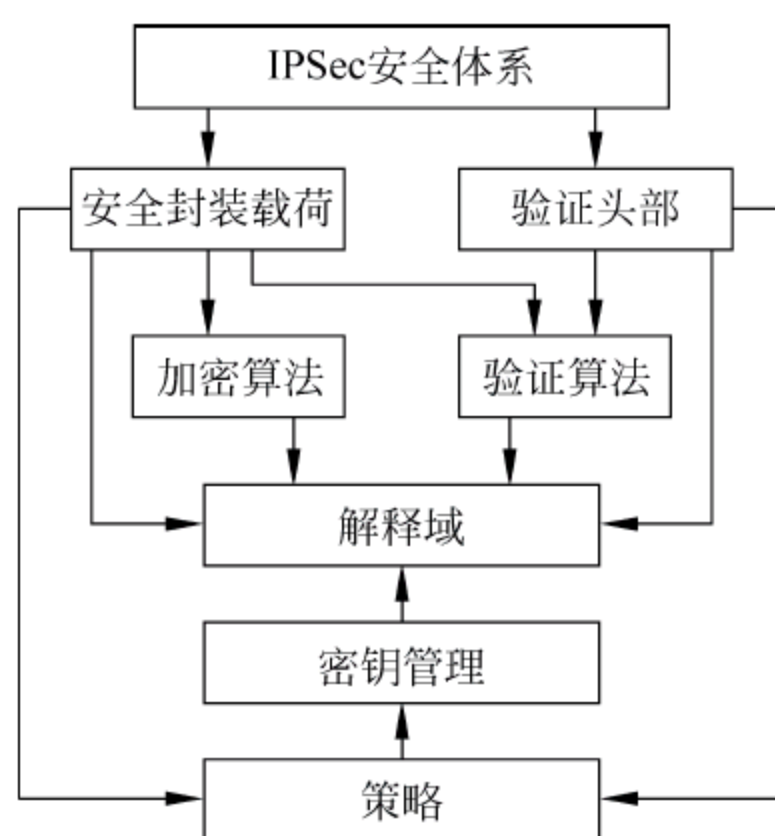 IPSec安全体系
安全封装载荷
验证头部
加密算法
验证算法
解释域
密钥管理
策略